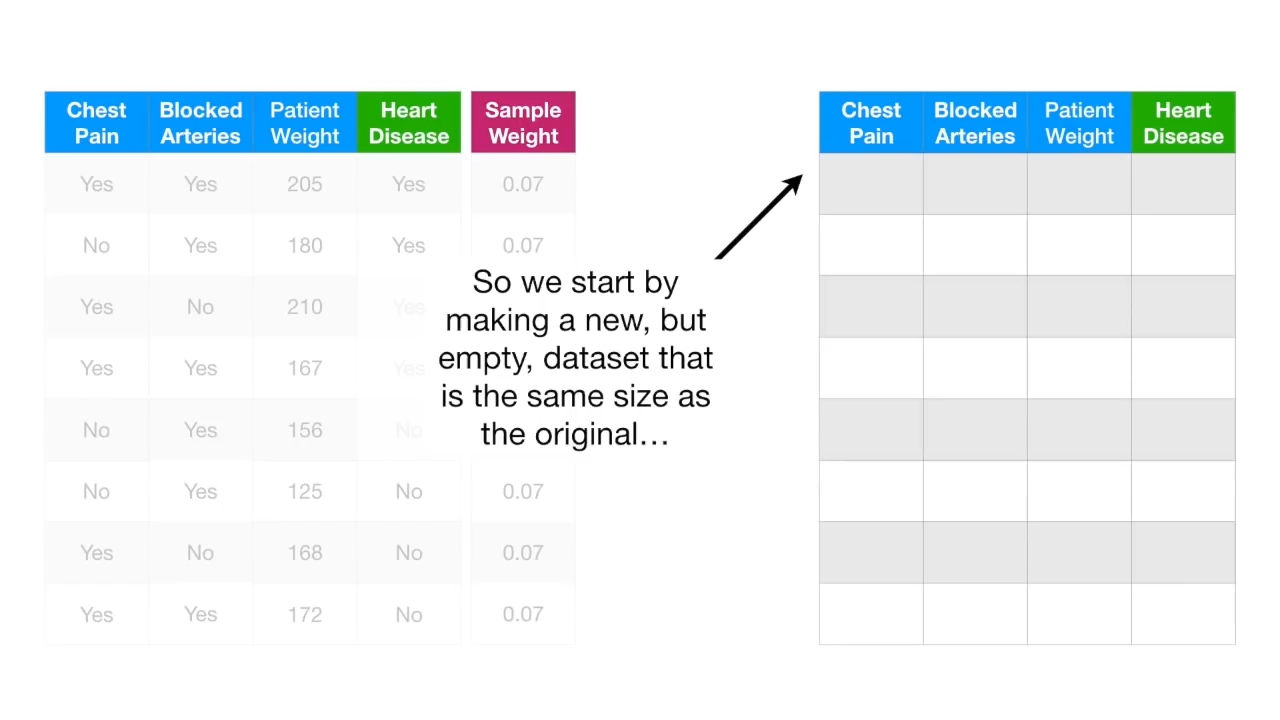 Chest Pain Blocked Arteries Patient Weight Heart Disease Sample Weight
Yes Yes 205 Yes 0.07
No Yes 180 Yes 0.07
Yes No 210 Yes
Yes Yes 167 Yes
No Yes 156 No
No Yes 125 No 0.07
Yes No 168 No 0.07
Yes Yes 172 No 0.07
So we start by
making a new, but
empty, dataset that
is the same size as
the original…
Chest Pain Blocked Arteries Patient Weight Heart Disease